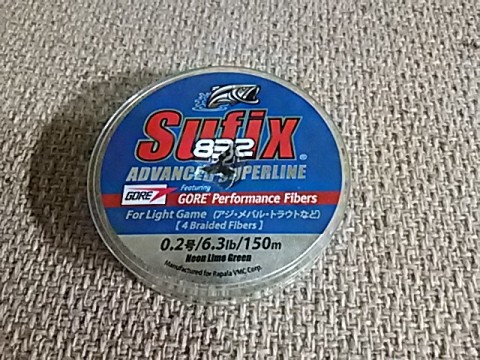 Sufix
832
ADVANCED SUPERLINE
GORE
Featuring
GORE Performance Fibers
For Light Game (アジ・メバル・トラウトなど)
[ 4 Braided Fibers ]
0.2号/6.3lb/150m
Neon Lime Green
Manufactured for Rapala VMC Corp.